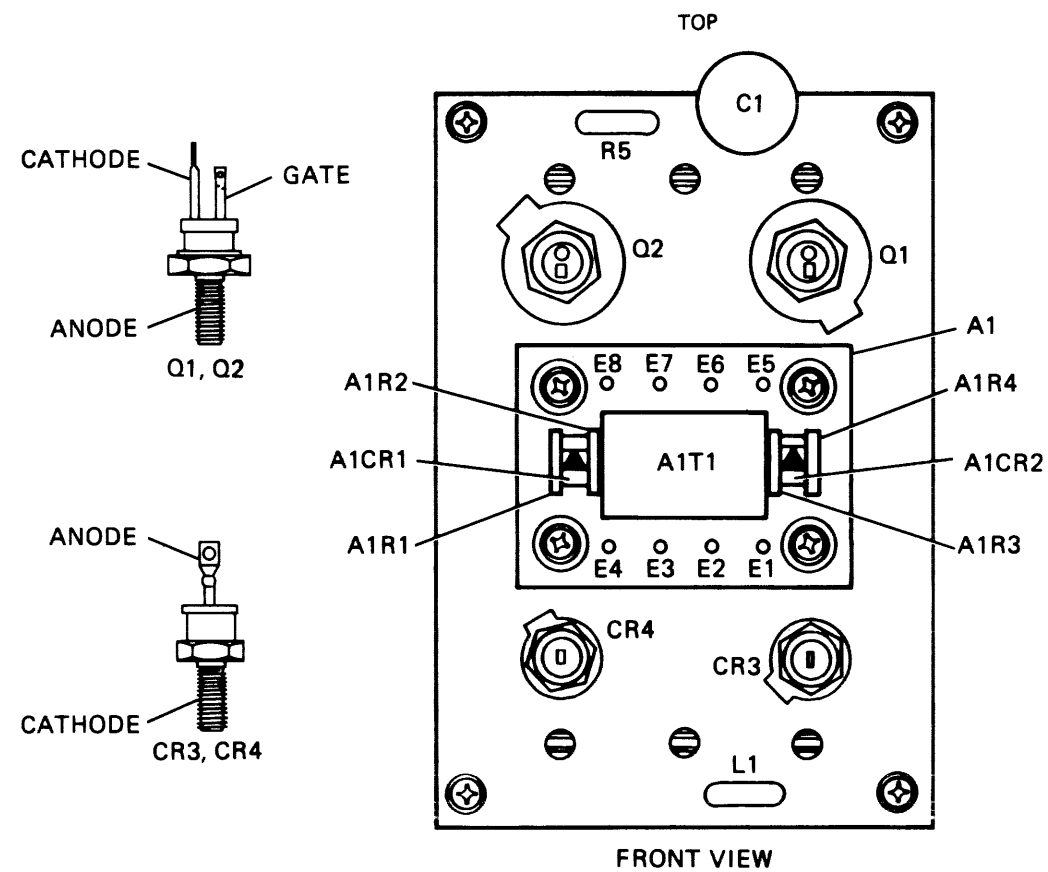 TOP
C1
R5
CATHODE
GATE
ANODE
Q1, Q2
Q2
Q1
A1
E8 E7 E6 E5
A1R2
A1R4
A1CR1
A1T1
A1CR2
A1R1
A1R3
E4 E3 E2 E1
ANODE
CATHODE
CR3, CR4
CR4
CR3
L1
FRONT VIEW